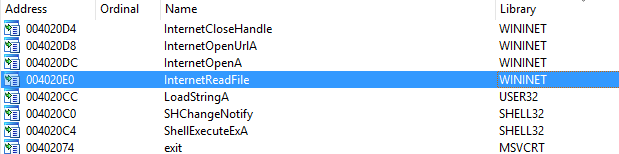 Address Ordinal Name Library
004020D4 InternetCloseHandle WININET
004020D8 InternetOpenUrlA WININET
004020DC InternetOpenA WININET
004020E0 InternetReadFile WININET
004020CC LoadStringA USER32
004020C0 SHChangeNotify SHELL32
004020C4 ShellExecuteExA SHELL32
00402074 exit MSVCRT